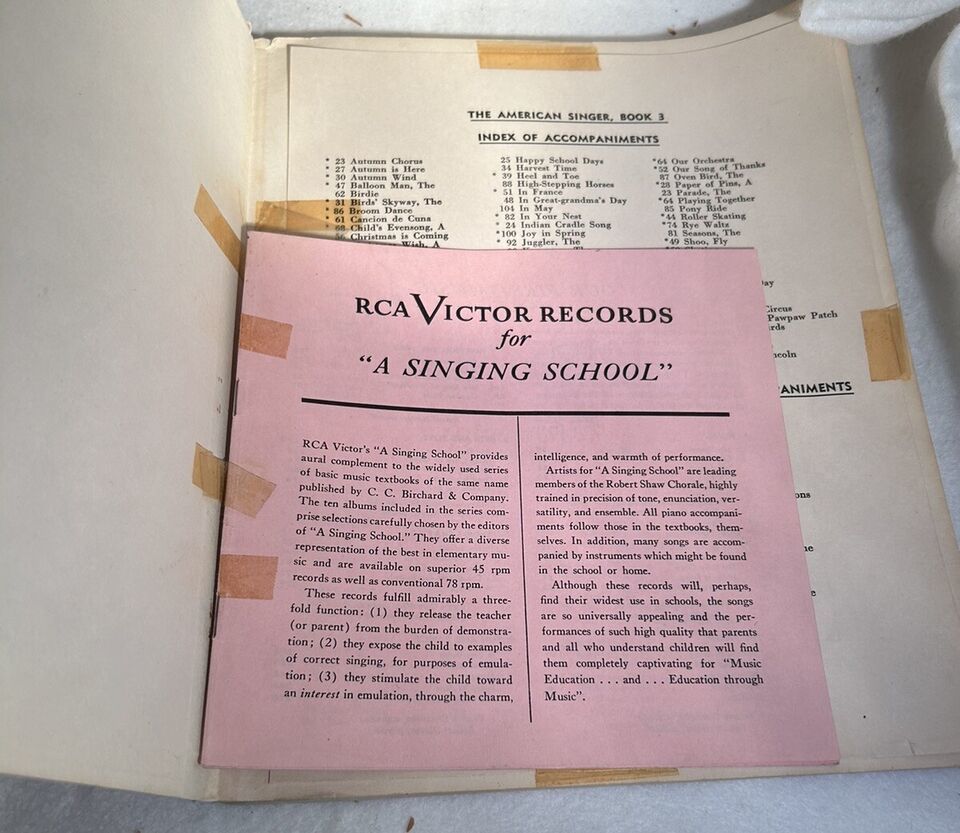 THE AMERICAN SINGER, BOOK 3
INDEX OF ACCOMPANIMENTS
* 23 Autumn Chorus
* 27 Autumn is Here
* 30 Autumn Wind
* 47 Balloon Man, The
62 Birdie
* 31 Birds' Skyway, The
* 86 Broom Dance
61 Cancion de Cuna
* 68 Child's Evensong, A
56 Christmas is Coming
Wish, A
25 Happy School Days
34 Harvest Time
* 39 Heel and Toe
88 High-Stepping Horses
* 51 In France
48 In Great-grandma's Day
104 In May
* 82 In Your Nest
* 24 Indian Cradle Song
*100 Joy in Spring
* 92 Juggler, The
*64 Our Orchestra
*52 Our Song of Thanks
87 Oven Bird, The
*28 Paper of Pins, A
23 Parade, The
*64 Playing Together
85 Pony Ride
*44 Roller Skating
*74 Rye Waltz
81 Seasons, The
*49 Shoo, Fly
ay
Circus
Pawpaw Patch
rds
ncoln
ANIMENTS
ons
ne
e
RCA VICTOR RECORDS
for
"A SINGING SCHOOL"
RCA Victor's "A Singing School" provides
aural complement to the widely used series
of basic music textbooks of the same name
published by C. C. Birchard & Company.
The ten albums included in the series com-
prise selections carefully chosen by the editors
of "A Singing School." They offer a diverse
representation of the best in elementary mu-
sic and are available on superior 45 rpm
records as well as conventional 78 rpm.
These records fulfill admirably a three-
fold function: (1) they release the teacher
(or parent) from the burden of demonstra-
tion; (2) they expose the child to examples
of correct singing, for purposes of emula-
tion; (3) they stimulate the child toward
an interest in emulation, through the charm,
intelligence, and warmth of performance.
Artists for "A Singing School" are leading
members of the Robert Shaw Chorale, highly
trained in precision of tone, enunciation, ver-
satility, and ensemble. All piano accompani-
ments follow those in the textbooks, them-
selves. In addition, many songs are accom-
panied by instruments which might be found
in the school or home.
Although these records will, perhaps,
find their widest use in schools, the songs
are so universally appealing and the per-
formances of such high quality that parents
and all who understand children will find
them completely captivating for "Music
Education . . . and . . . Education through
Music".